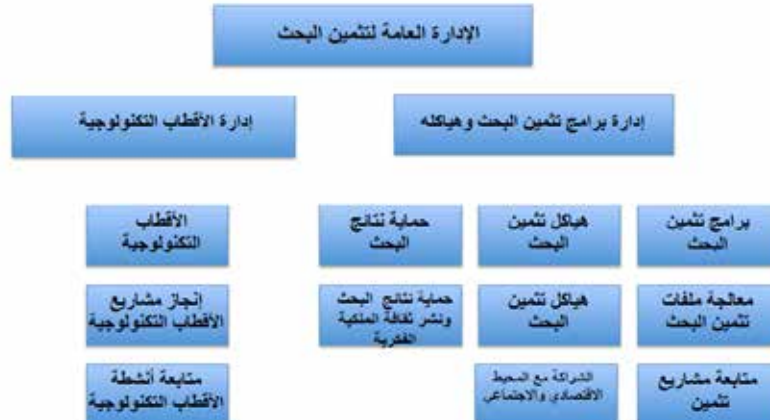 الإدارة العامة لتثمين البحث
إدارة برامج تثمين البحث وهياكله
إدارة الأقطاب التكنولوجية
برامج تثمين
البحث
هياكل تثمين
البحث
حماية نتائج
البحث
الأقطاب
التكنولوجية
معالجة ملفات
تثمين البحث
هياكل تثمين
البحث
حماية نتائج البحث
ونشر ثقافة الملكية
الفكرية
إنجاز مشاريع
الأقطاب التكنولوجية
متابعة مشاريع
تثمين
الشراكة مع المحيط
الاقتصادي والاجتماعي
متابعة أنشطة
الأقطاب التكنولوجية